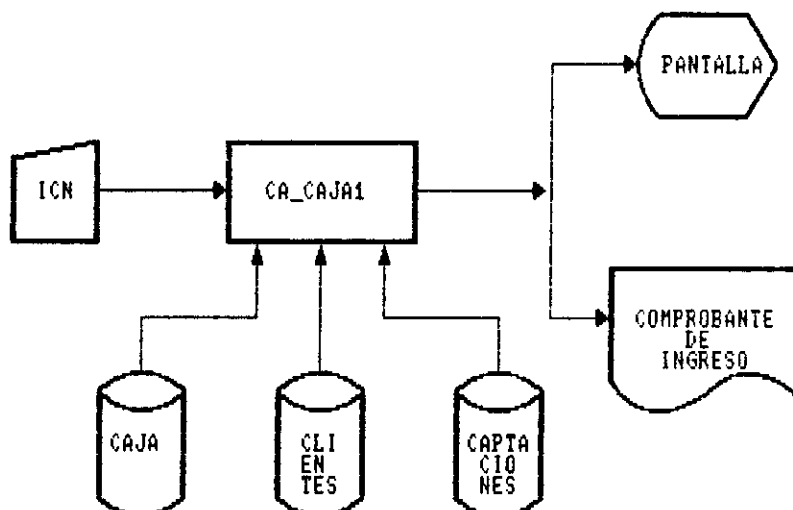 PANTALLA
ICN
CA_CAJA1
COMPROBANTE
DE
INGRESO
CAJA
CLI
EN
TES
CAPTA
CIO
NES